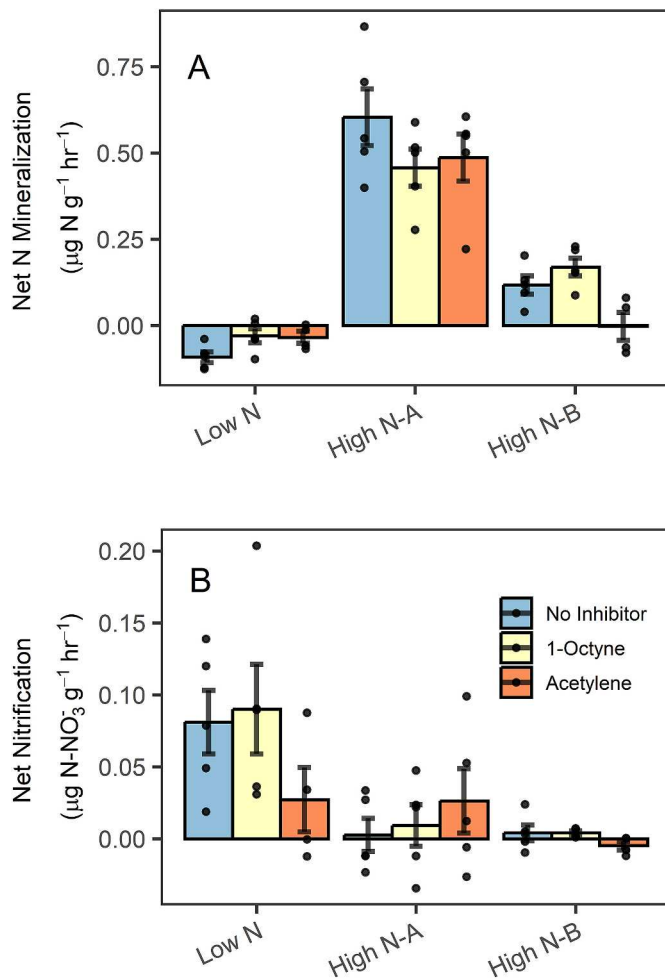 A
Net N Mineralization
(µg N g⁻¹ hr⁻¹)
0.75
0.50
0.25
0.00
Low N
High N-A
High N-B
B
Net Nitrification
(µg N-NO₃⁻ g⁻¹ hr⁻¹)
0.20
0.15
0.10
0.05
0.00
No Inhibitor
1-Octyne
Acetylene
Low N
High N-A
High N-B